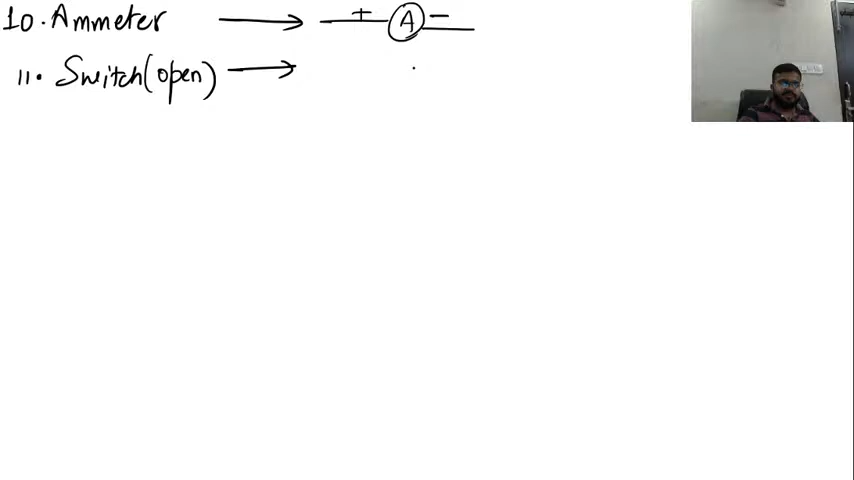 10. Ammeter + A -
11. Switch(open)